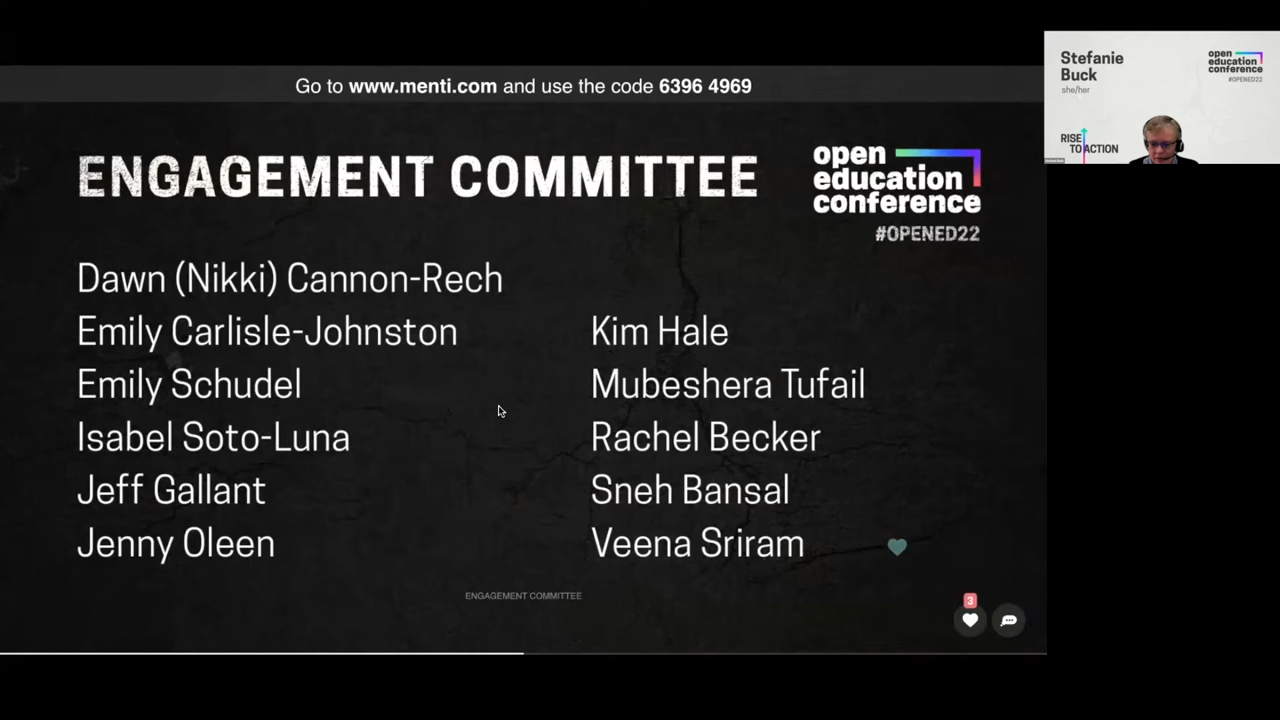 Go to www.menti.com and use the code 6396 4969
ENGAGEMENT COMMITTEE
open
education
conference
#OPENED22
Dawn (Nikki) Cannon-Rech
Emily Carlisle-Johnston
Emily Schudel
Isabel Soto-Luna
Jeff Gallant
Jenny Oleen
Kim Hale
Mubeshera Tufail
Rachel Becker
Sneh Bansal
Veena Sriram
ENGAGEMENT COMMITTEE
3
Stefanie
Buck
she/her
open
education
conference
#OPENED22
RISE
TO ACTION